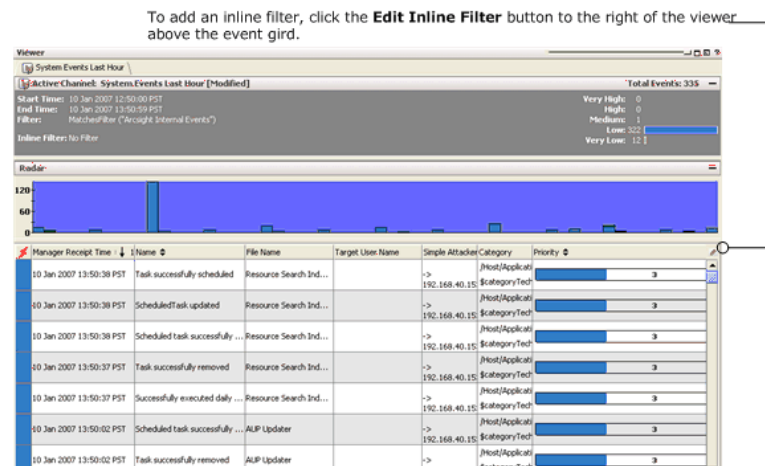 To add an inline filter, click the Edit Inline Filter button to the right of the viewer
above the event gird.
Viewer
System Events Last Hour
Active Channel: System Events Last Hour [Modified] Total Events: 335
Start Time: 10 Jan 2007 12:50:00 PST Very High: 0
End Time: 10 Jan 2007 13:50:59 PST High: 0
Filter: MatchesFilter ("Arcsight Internal Events") Medium: 1
Low: 322
Inline Filter: No Filter Very Low: 12
Radar
120
60
0
Manager Receipt Time 1 Name File Name Target User Name Simple Attacker Category Priority
10 Jan 2007 13:50:38 PST Task successfully scheduled Resource Search Ind... -> 192.168.40.15 /Host/Applicati $categoryTech 3
10 Jan 2007 13:50:38 PST ScheduledTask updated Resource Search Ind... -> 192.168.40.15 /Host/Applicati $categoryTech 3
10 Jan 2007 13:50:38 PST Scheduled task successfully ... Resource Search Ind... -> 192.168.40.15 /Host/Applicati $categoryTech 3
10 Jan 2007 13:50:37 PST Task successfully removed Resource Search Ind... -> 192.168.40.15 /Host/Applicati $categoryTech 3
10 Jan 2007 13:50:37 PST Successfully executed daily ... Resource Search Ind... -> 192.168.40.15 /Host/Applicati $categoryTech 3
10 Jan 2007 13:50:02 PST Scheduled task successfully ... AUP Updater -> 192.168.40.15 /Host/Applicati $categoryTech 3
10 Jan 2007 13:50:02 PST Task successfully removed AUP Updater -> /Host/Applicati 3